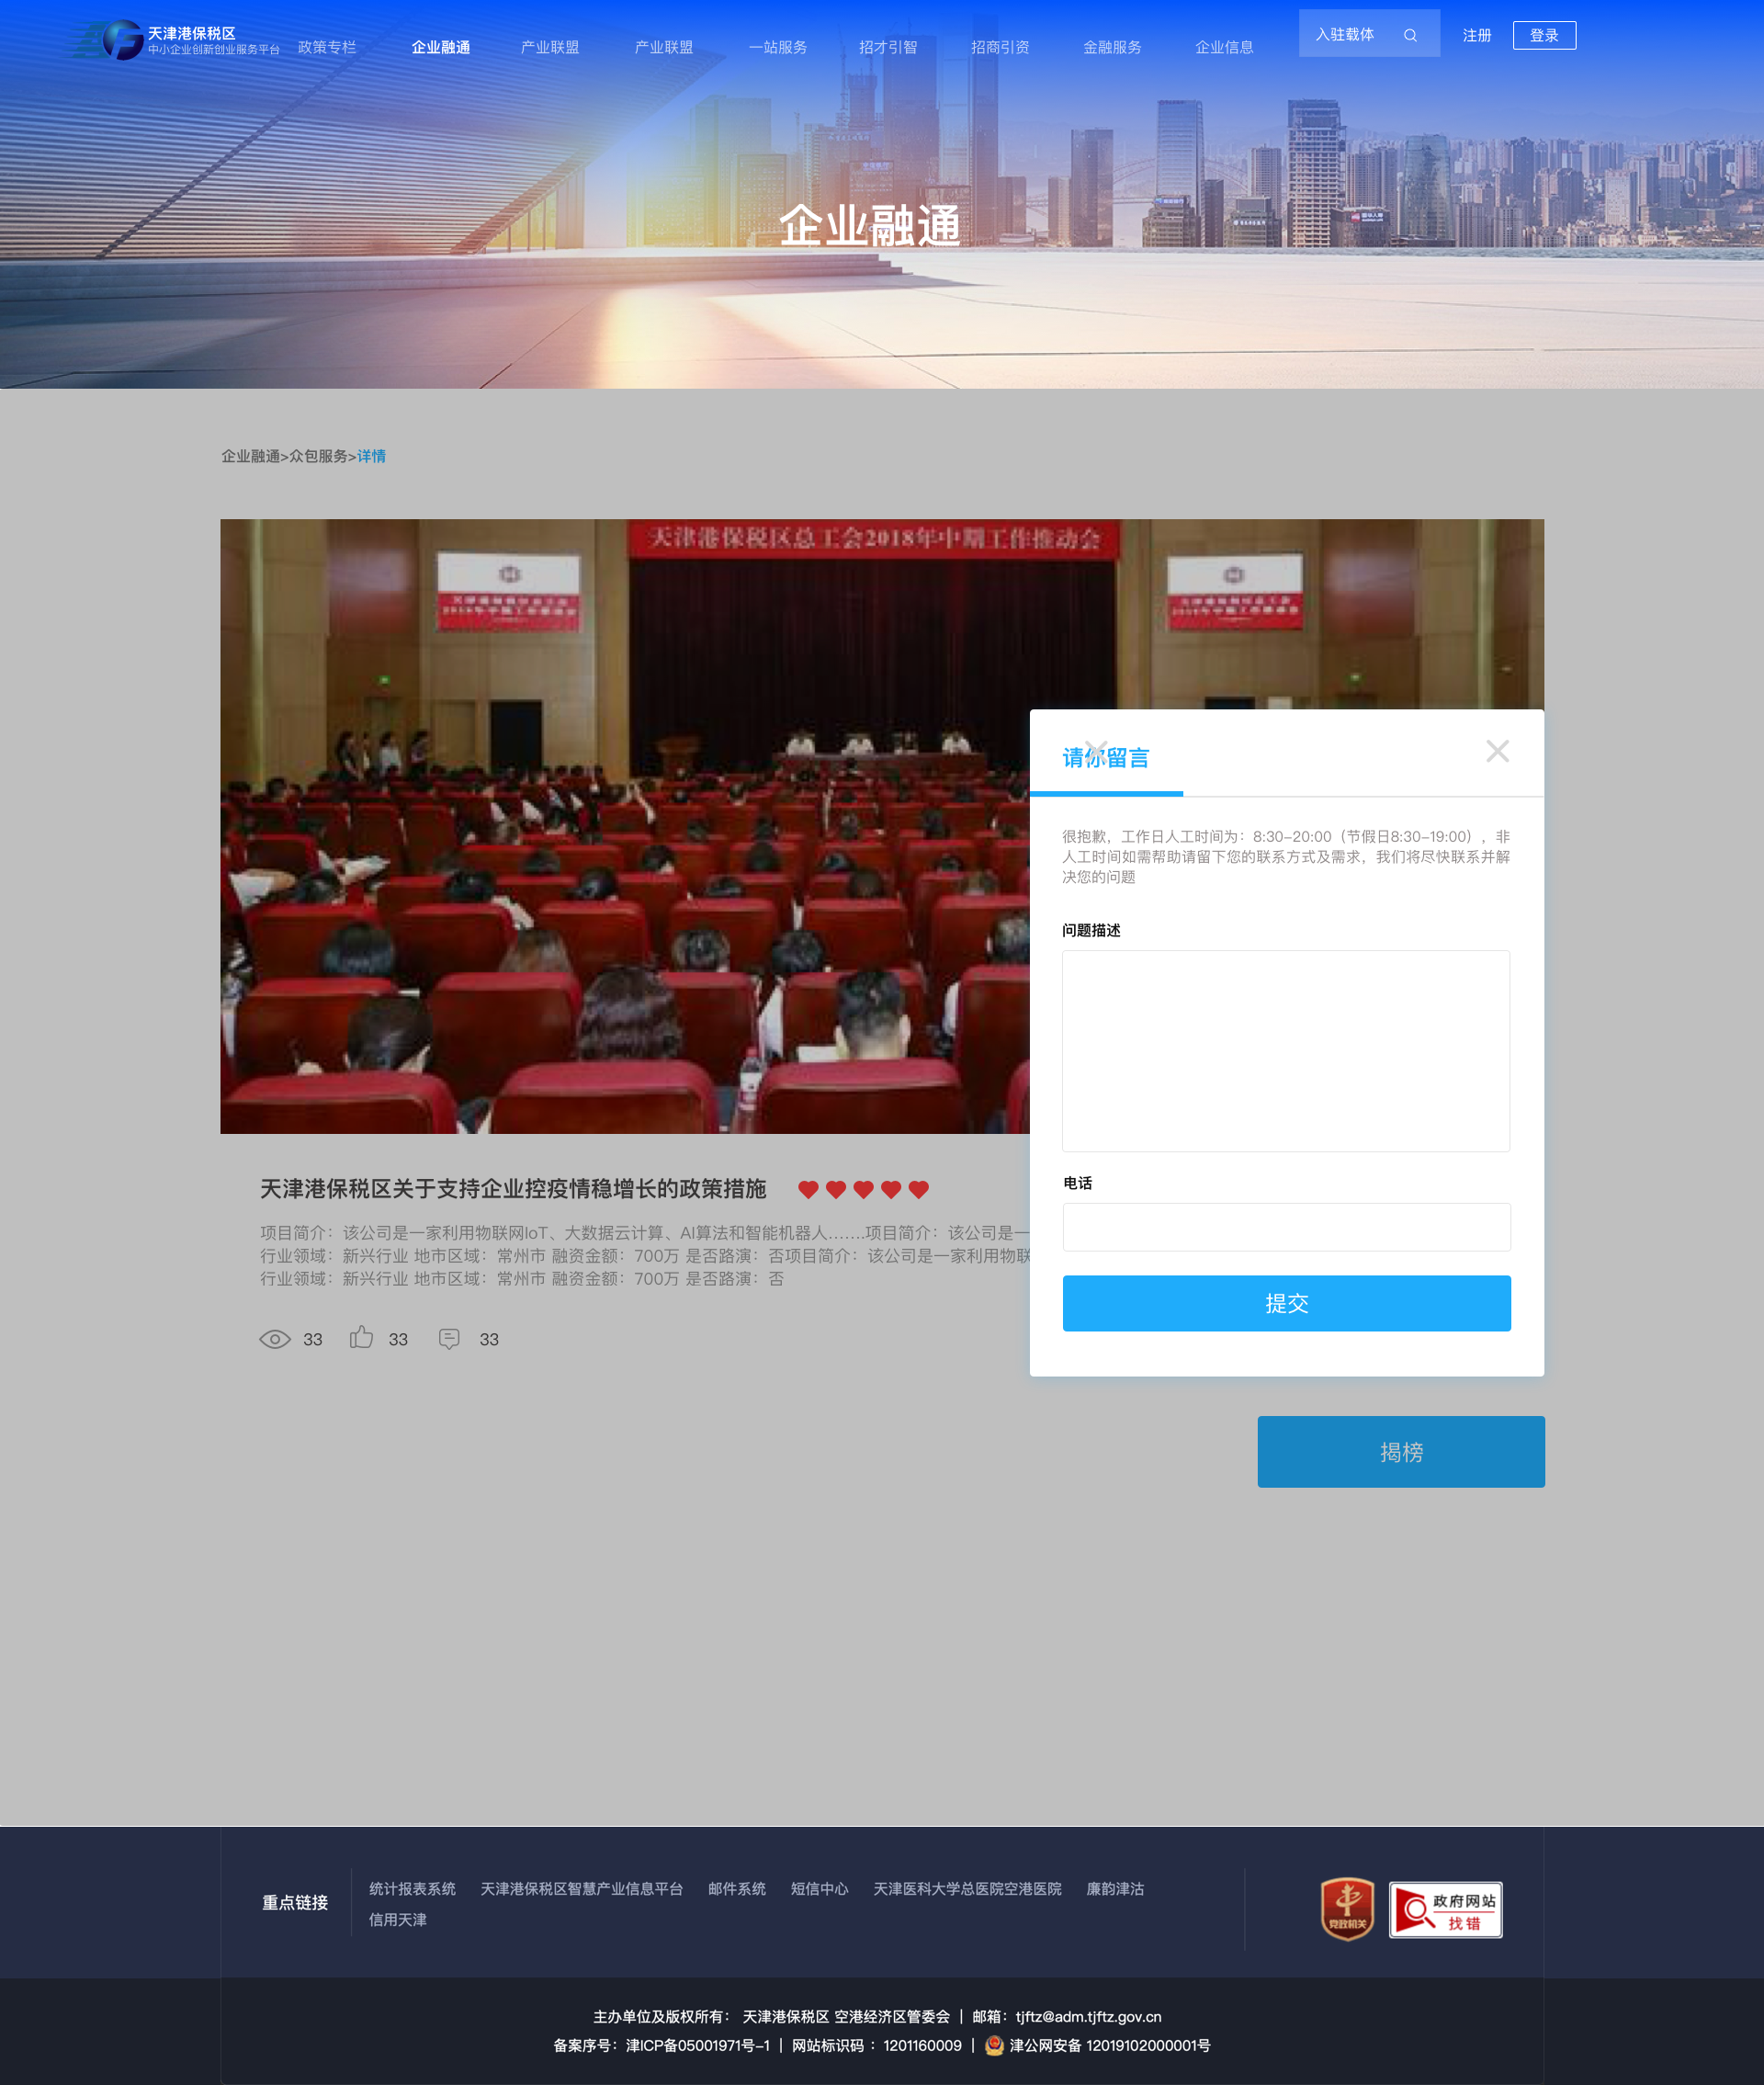 天津港保税区
中小企业创新创业服务平台
政策专栏
企业融通
产业联盟
产业联盟
一站服务
招才引智
招商引资
金融服务
企业信息
入驻载体
注册
登录
企业融通
企业融通>众包服务>详情
天津港保税区总工会2018年中期工作推动会
请你留言
很抱歉，工作日人工时间为：8:30-20:00（节假日8:30-19:00），非
人工时间如需帮助请留下您的联系方式及需求，我们将尽快联系并解
决您的问题
问题描述
电话
提交
天津港保税区关于支持企业控疫情稳增长的政策措施
项目简介：该公司是一家利用物联网IoT、大数据云计算、AI算法和智能机器人.......项目简介：该公司是一
行业领域：新兴行业 地市区域：常州市 融资金额：700万 是否路演：否项目简介：该公司是一家利用物联
行业领域：新兴行业 地市区域：常州市 融资金额：700万 是否路演：否
33
33
33
揭榜
重点链接
统计报表系统
天津港保税区智慧产业信息平台
邮件系统
短信中心
天津医科大学总医院空港医院
廉韵津沽
信用天津
党政机关
政府网站
找错
主办单位及版权所有： 天津港保税区 空港经济区管委会 | 邮箱：tjftz@adm.tjftz.gov.cn
备案序号：津ICP备05001971号-1 | 网站标识码 ：1201160009 | 津公网安备 12019102000001号